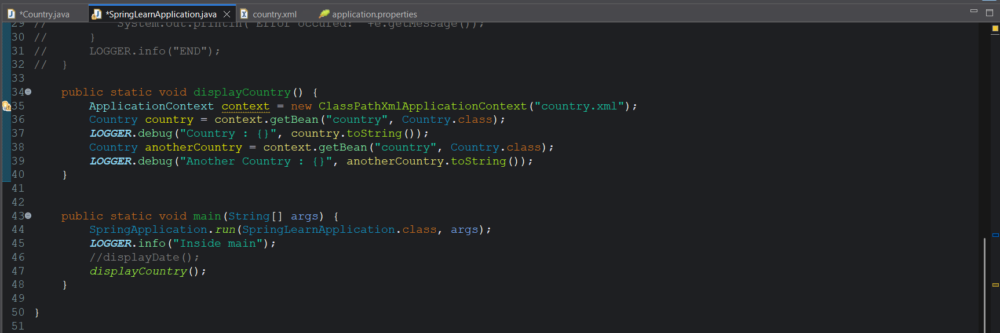 *Country.java *SpringLearnApplication.java country.xml application.properties
29 // System.out.println("Error occured: "+e.getMessage());
30 // }
31 // LOGGER.info("END");
32 // }
33
34 public static void displayCountry() {
35 ApplicationContext context = new ClassPathXmlApplicationContext("country.xml");
36 Country country = context.getBean("country", Country.class);
37 LOGGER.debug("Country : {}", country.toString());
38 Country anotherCountry = context.getBean("country", Country.class);
39 LOGGER.debug("Another Country : {}", anotherCountry.toString());
40 }
41
42
43 public static void main(String[] args) {
44 SpringApplication.run(SpringLearnApplication.class, args);
45 LOGGER.info("Inside main");
46 //displayDate();
47 displayCountry();
48 }
49
50 }
51